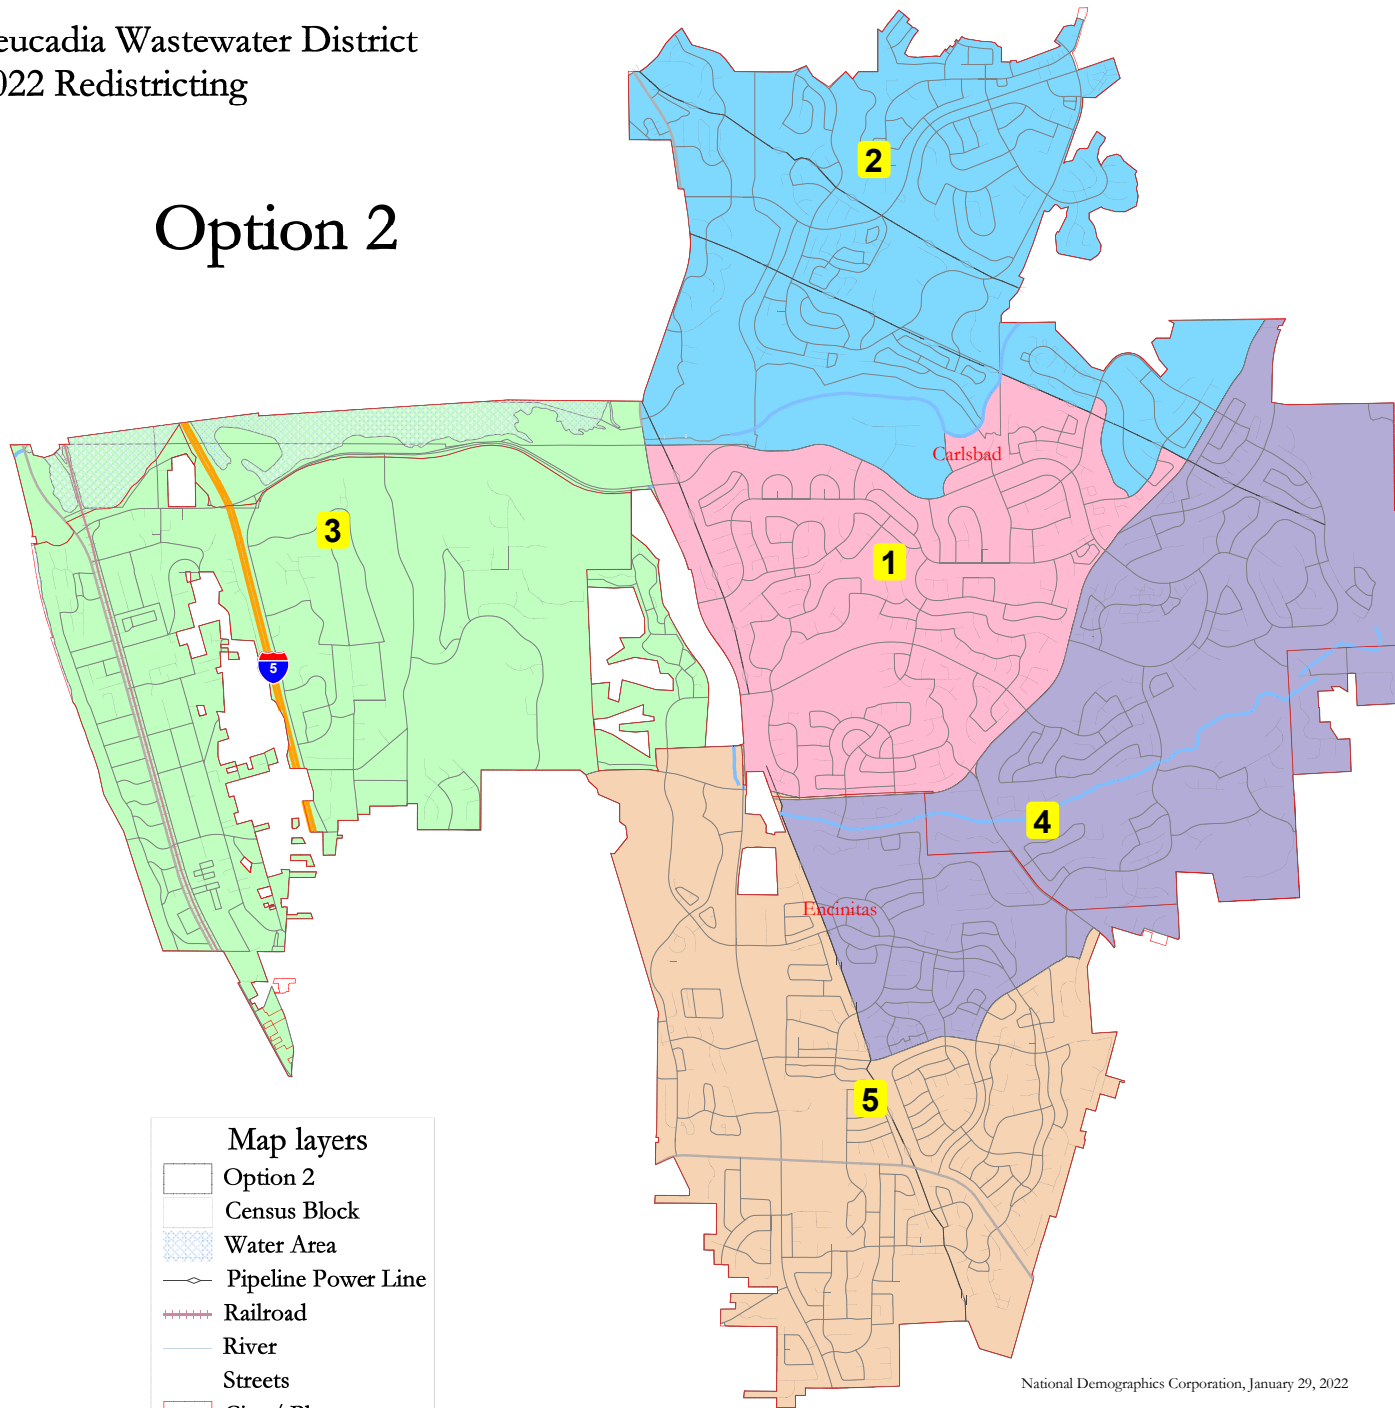 eucadia Wastewater District
022 Redistricting
Option 2
2
Carlsbad
3
1
5
4
Encinitas
5
Map layers
Option 2
Census Block
Water Area
Pipeline Power Line
Railroad
River
Streets
National Demographics Corporation, January 29, 2022